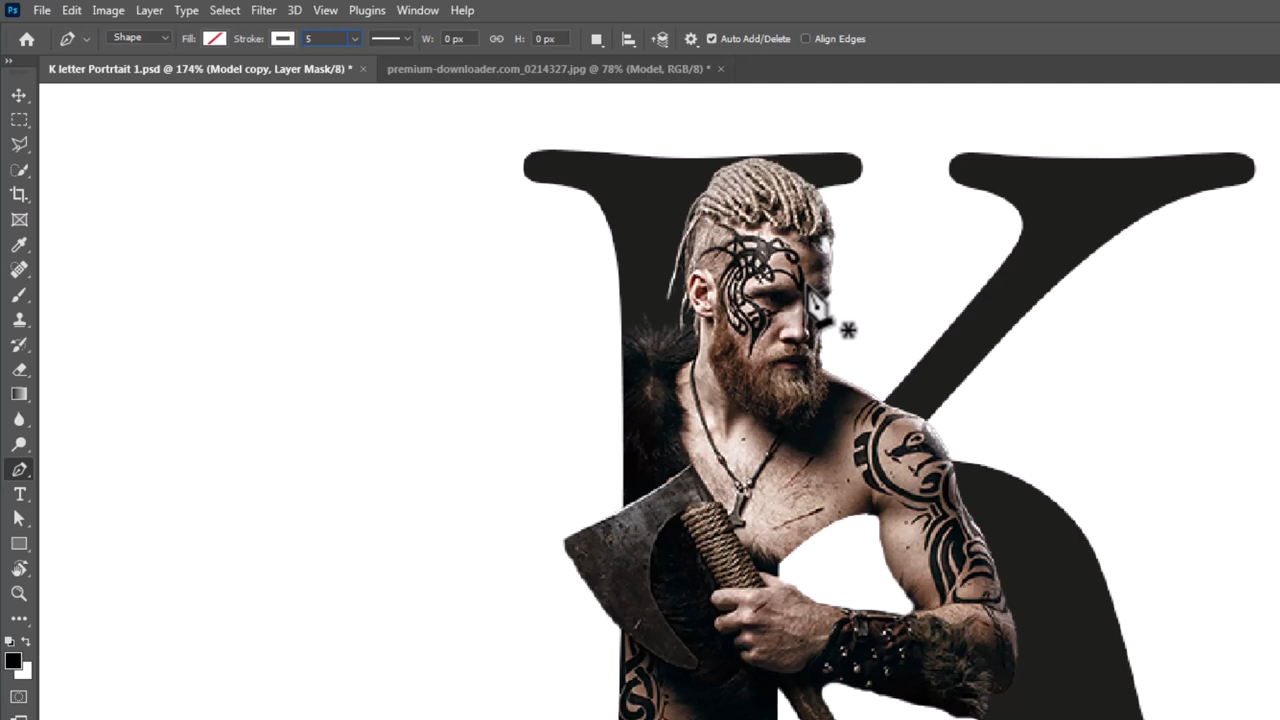 Ps File Edit Image Layer Type Select Filter 3D View Plugins Window Help
Shape Fill: Stroke: 5 W: 0 px H: 0 px Auto Add/Delete Align Edges
K letter Portrtait 1.psd @ 174% (Model copy, Layer Mask/8) * × premium-downloader.com_0214327.jpg @ 78% (Model, RGB/8) * ×
K